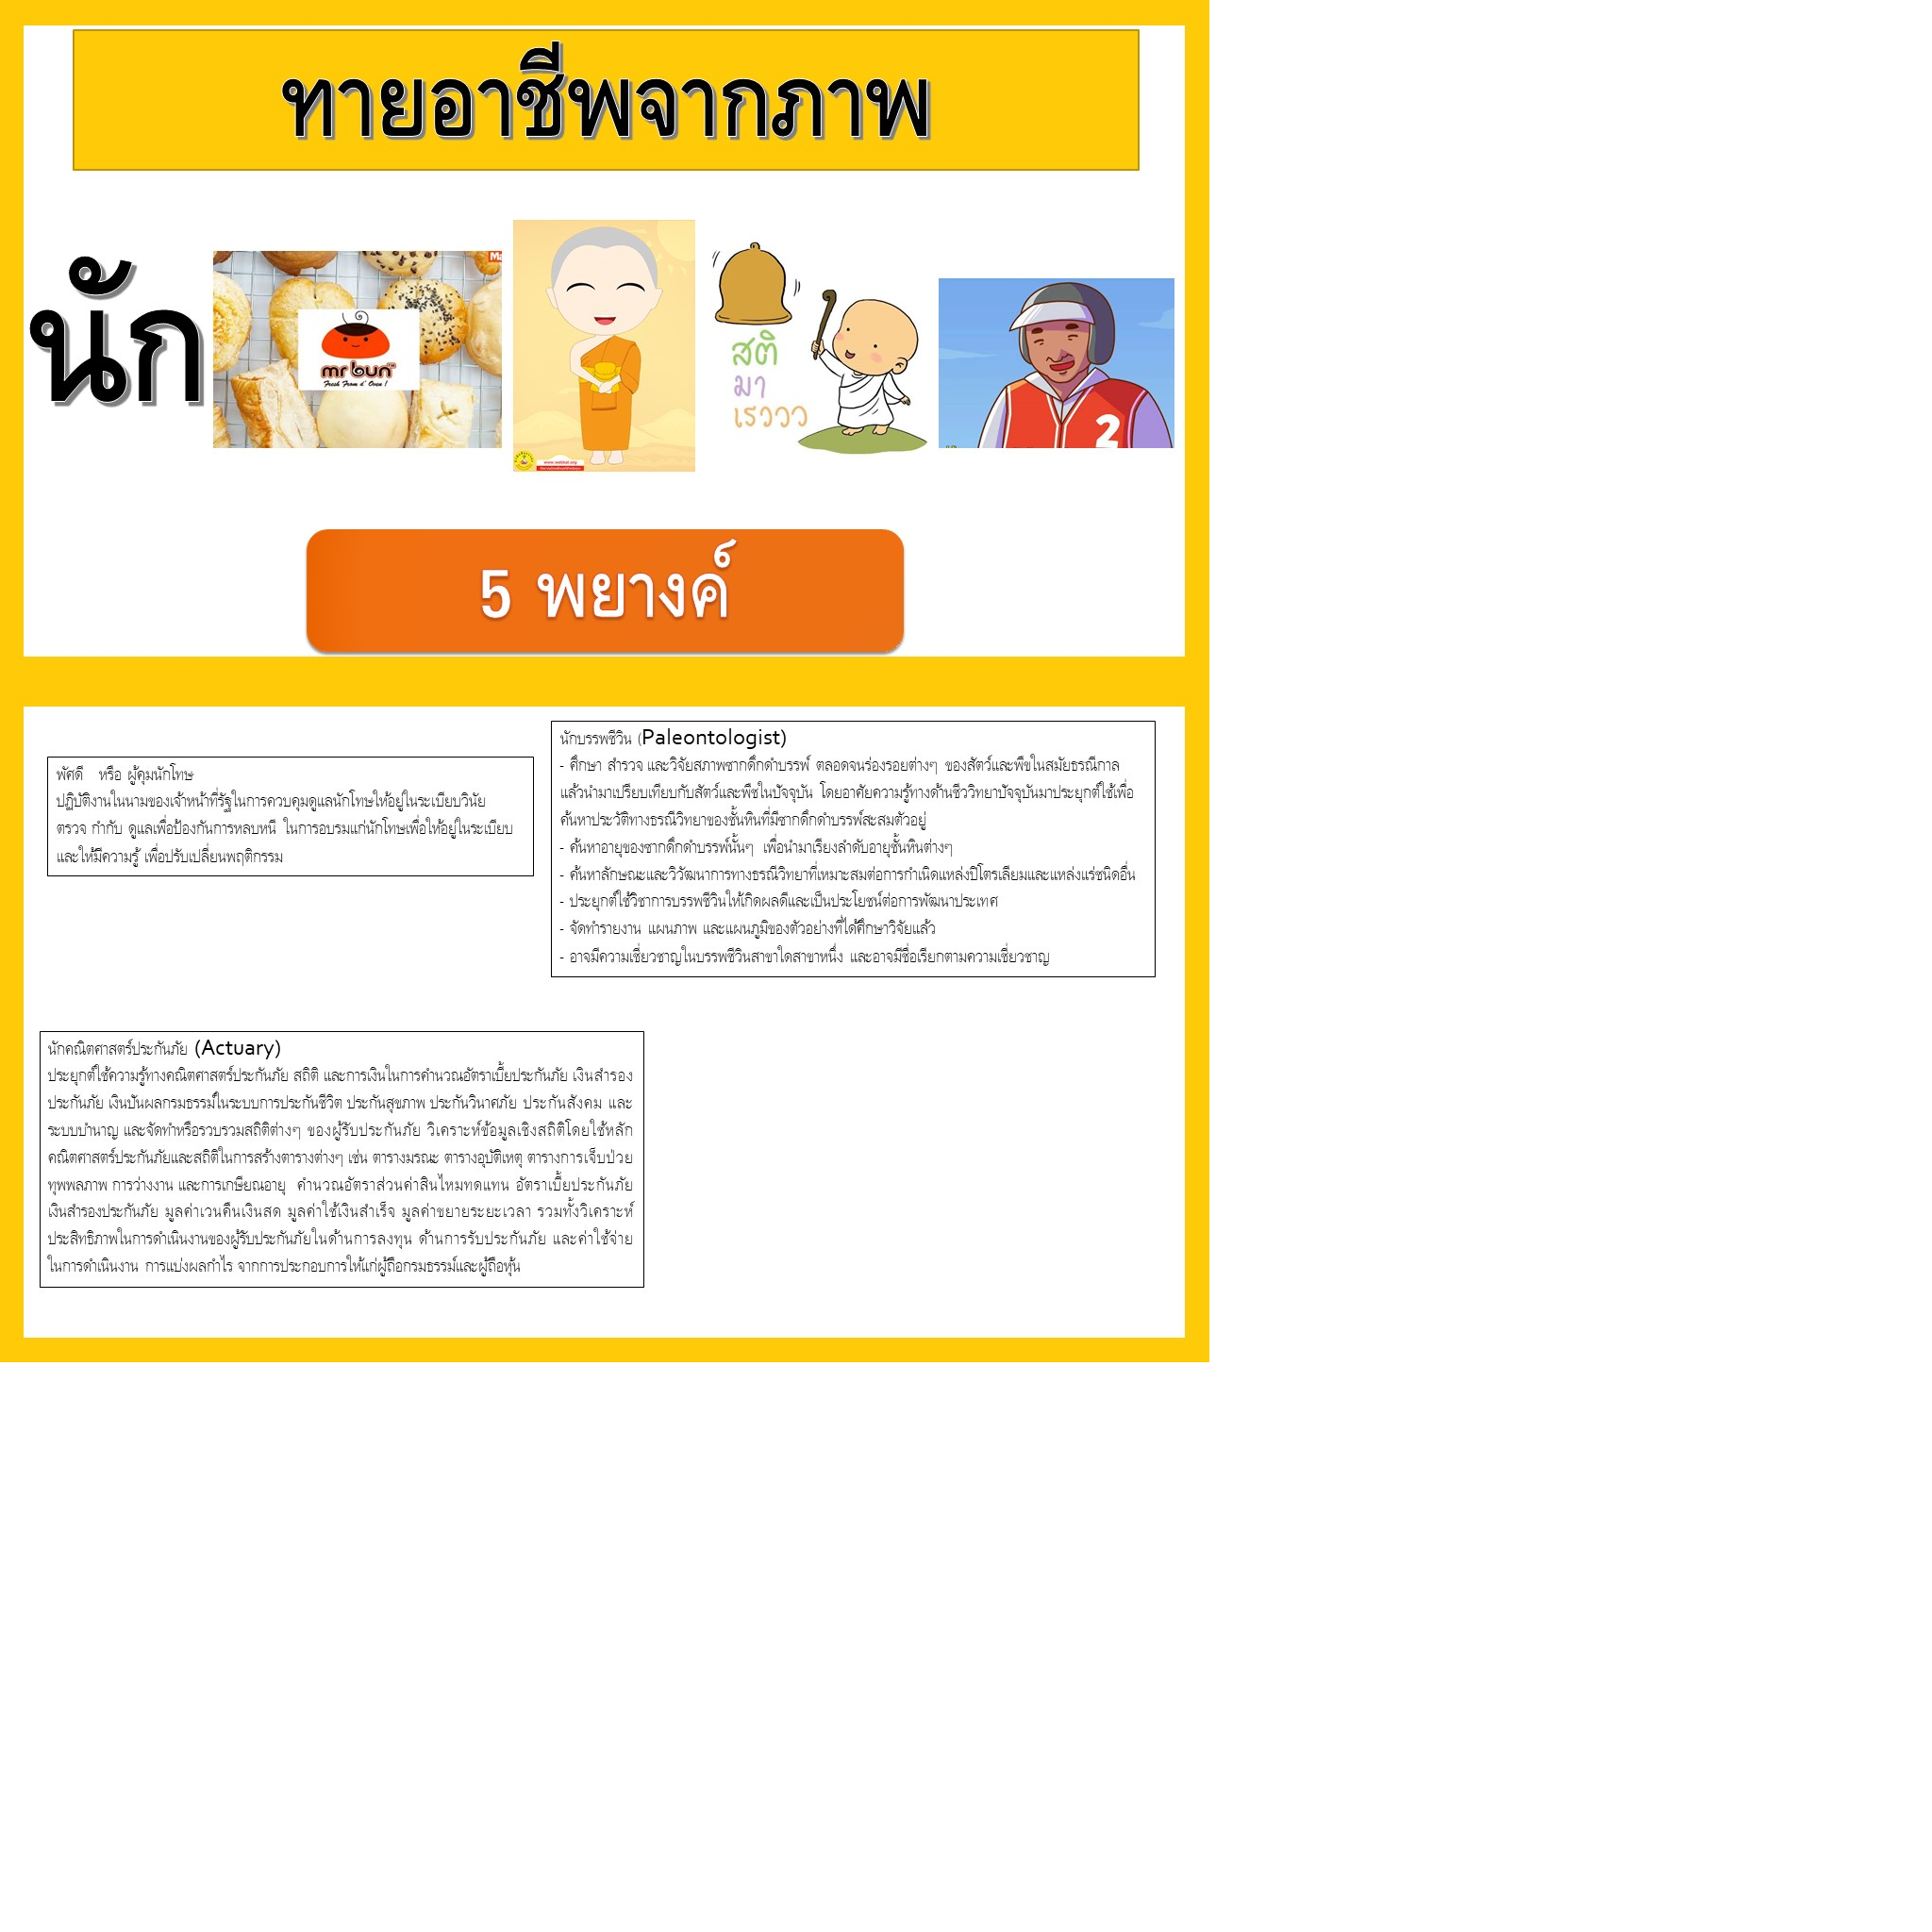 ทายอาชีพจากภาพ
นัก
Ma
mr bun
Fresh From d' Oven !
สติ
มา
เรววว
2
5 พยางค์
พัศดี หรือ ผู้คุมนักโทษ
ปฏิบัติงานในนามของเจ้าหน้าที่รัฐในการควบคุมดูแลนักโทษให้อยู่ในระเบียบวินัย
ตรวจ กำกับ ดูแลเพื่อป้องกันการหลบหนี ในการอบรมแก่นักโทษเพื่อให้อยู่ในระเบียบ
และให้มีความรู้ เพื่อปรับเปลี่ยนพฤติกรรม
นักบรรพชีวิน (Paleontologist)
- ศึกษา สำรวจ และวิจัยสภาพซากดึกดำบรรพ์ ตลอดจนร่องรอยต่างๆ ของสัตว์และพืชในสมัยธรณีกาล
แล้วนำมาเปรียบเทียบกับสัตว์และพืชในปัจจุบัน โดยอาศัยความรู้ทางด้านชีววิทยาปัจจุบันมาประยุกต์ใช้เพื่อ
ค้นหาประวัติทางธรณีวิทยาของชั้นหินที่มีซากดึกดำบรรพ์สะสมตัวอยู่
- ค้นหาอายุของซากดึกดำบรรพ์นั้นๆ เพื่อนำมาเรียงลำดับอายุชั้นหินต่างๆ
- ค้นหาลักษณะและวิวัฒนาการทางธรณีวิทยาที่เหมาะสมต่อการกำเนิดแหล่งปิโตรเลียมและแหล่งแร่ชนิดอื่น
- ประยุกต์ใช้วิชาการบรรพชีวินให้เกิดผลดีและเป็นประโยชน์ต่อการพัฒนาประเทศ
- จัดทำรายงาน แผนภาพ และแผนภูมิของตัวอย่างที่ได้ศึกษาวิจัยแล้ว
- อาจมีความเชี่ยวชาญในบรรพชีวินสาขาใดสาขาหนึ่ง และอาจมีชื่อเรียกตามความเชี่ยวชาญ
นักคณิตศาสตร์ประกันภัย (Actuary)
ประยุกต์ใช้ความรู้ทางคณิตศาสตร์ประกันภัย สถิติ และการเงินในการคำนวณอัตราเบี้ยประกันภัย เงินสำรอง
ประกันภัย เงินปันผลกรมธรรม์ในระบบการประกันชีวิต ประกันสุขภาพ ประกันวินาศภัย ประกันสังคม และ
ระบบบำนาญ และจัดทำหรือรวบรวมสถิติต่างๆ ของผู้รับประกันภัย วิเคราะห์ข้อมูลเชิงสถิติโดยใช้หลัก
คณิตศาสตร์ประกันภัยและสถิติในการสร้างตารางต่างๆ เช่น ตารางมรณะ ตารางอุบัติเหตุ ตารางการเจ็บป่วย
ทุพพลภาพ การว่างงาน และการเกษียณอายุ คำนวณอัตราส่วนค่าสินไหมทดแทน อัตราเบี้ยประกันภัย
เงินสำรองประกันภัย มูลค่าเวนคืนเงินสด มูลค่าใช้เงินสำเร็จ มูลค่าขยายระยะเวลา รวมทั้งวิเคราะห์
ประสิทธิภาพในการดำเนินงานของผู้รับประกันภัยในด้านการลงทุน ด้านการรับประกันภัย และค่าใช้จ่าย
ในการดำเนินงาน การแบ่งผลกำไร จากการประกอบการให้แก่ผู้ถือกรมธรรม์และผู้ถือหุ้น